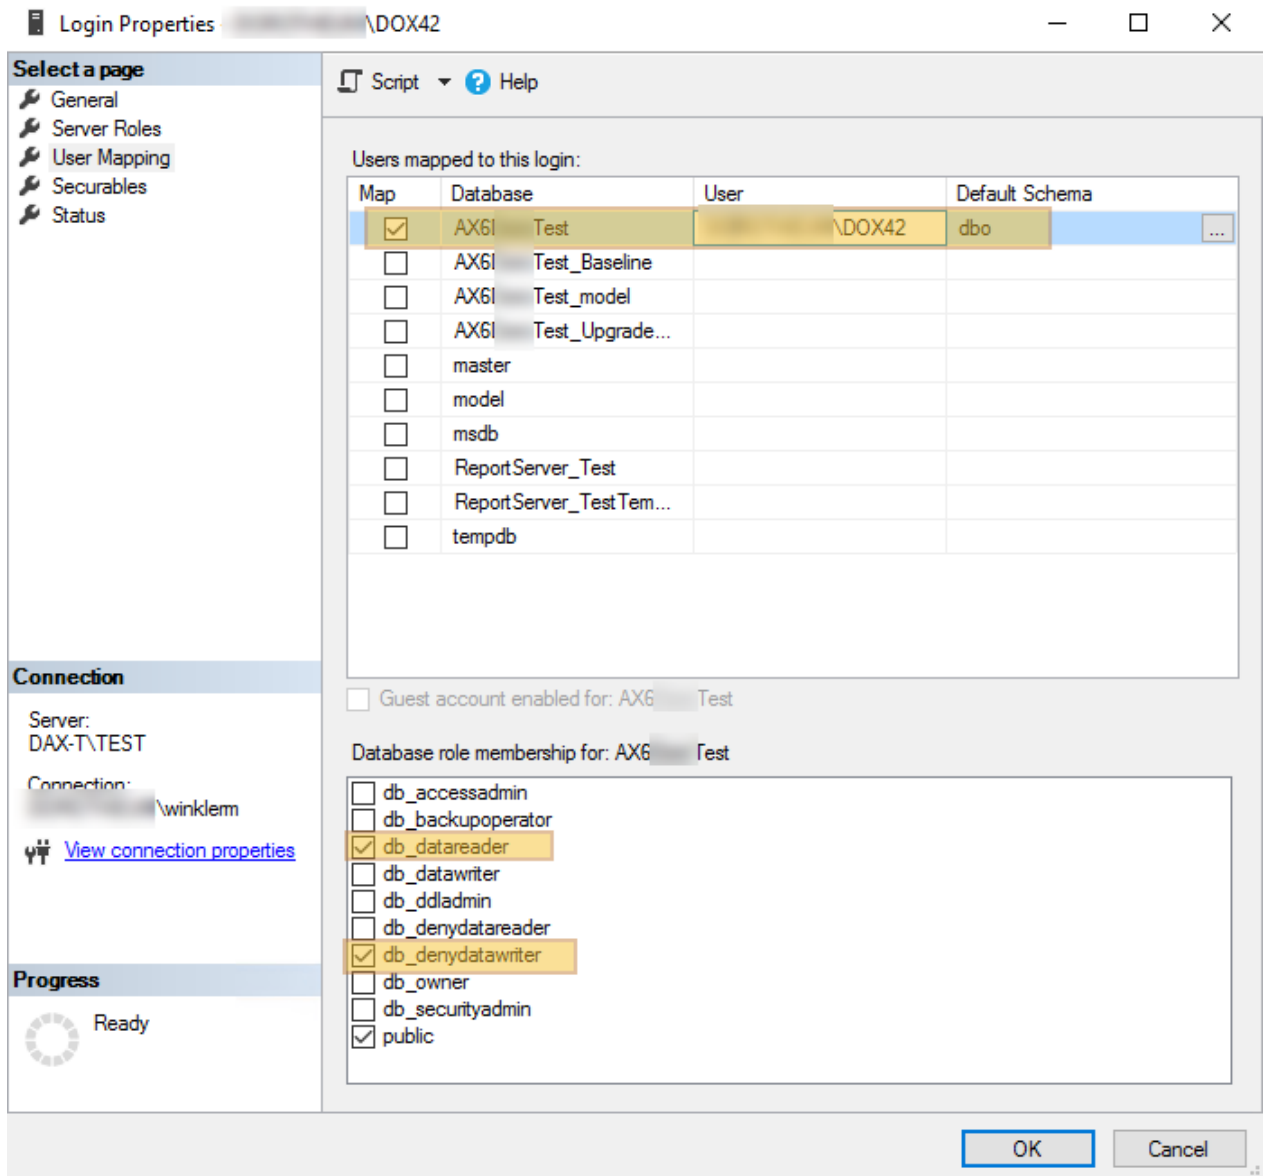 Login Properties - \DOX42
Select a page
General
Server Roles
User Mapping
Securables
Status
Script Help
Users mapped to this login:
Map Database User Default Schema
AX6 Test \DOX42 dbo ...
AX6 Test_Baseline
AX6 Test_model
AX6 Test_Upgrade...
master
model
msdb
ReportServer_Test
ReportServer_TestTem...
tempdb
Guest account enabled for: AX6 Test
Database role membership for: AX6 Test
db_accessadmin
db_backupoperator
db_datareader
db_datawriter
db_ddladmin
db_denydatareader
db_denydatawriter
db_owner
db_securityadmin
public
Connection
Server:
DAX-T\TEST
Connection:
\winklerm
View connection properties
Progress
Ready
OK Cancel